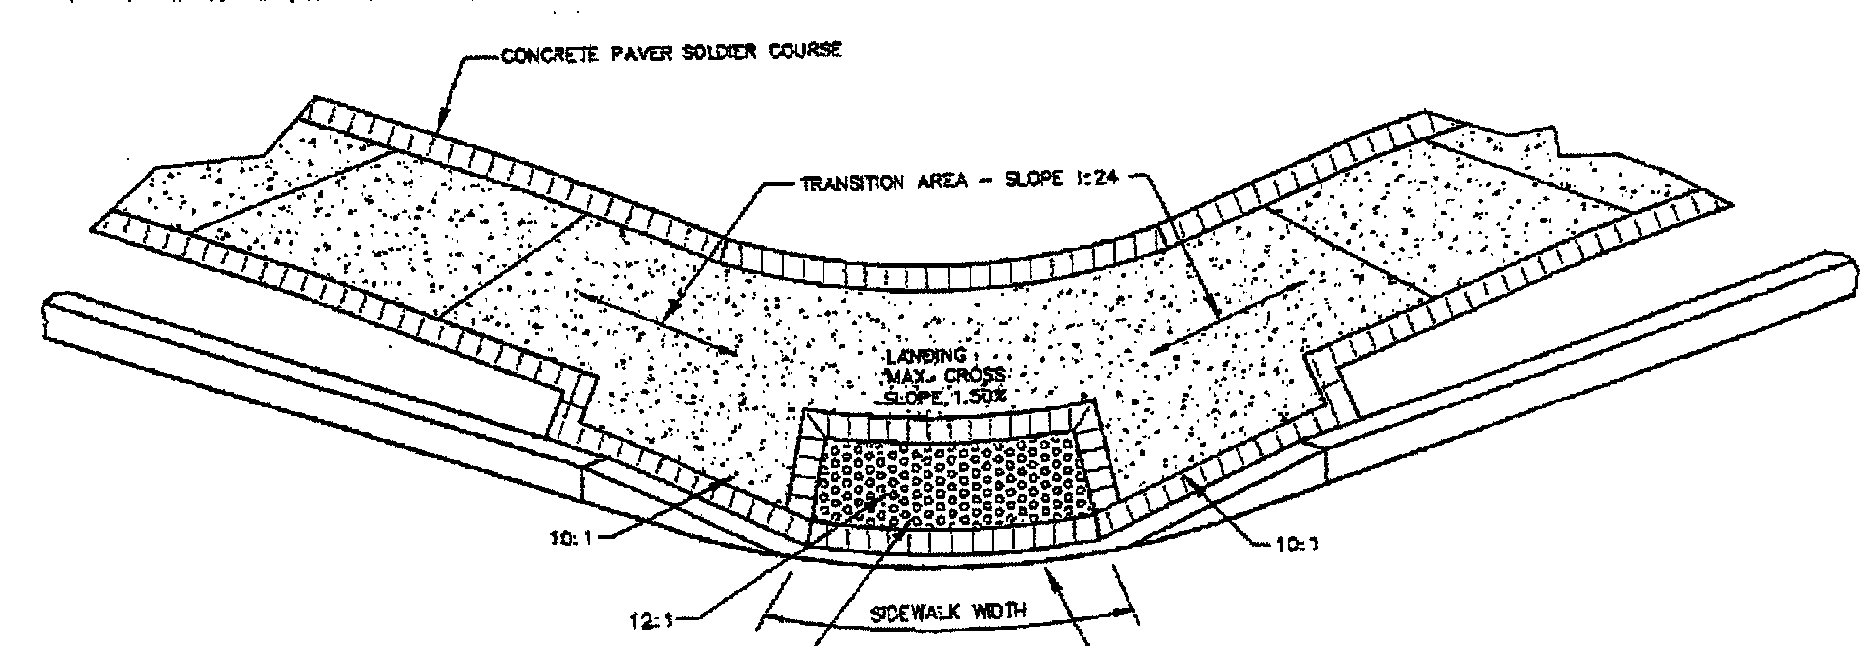 CONCRETE PAVER SOLDIER COURSE
TRANSITION AREA - SLOPE 1:24
LANDING
MAX. CROSS
SLOPE 1.50%
10:1
10:1
12:1
SIDEWALK WIDTH